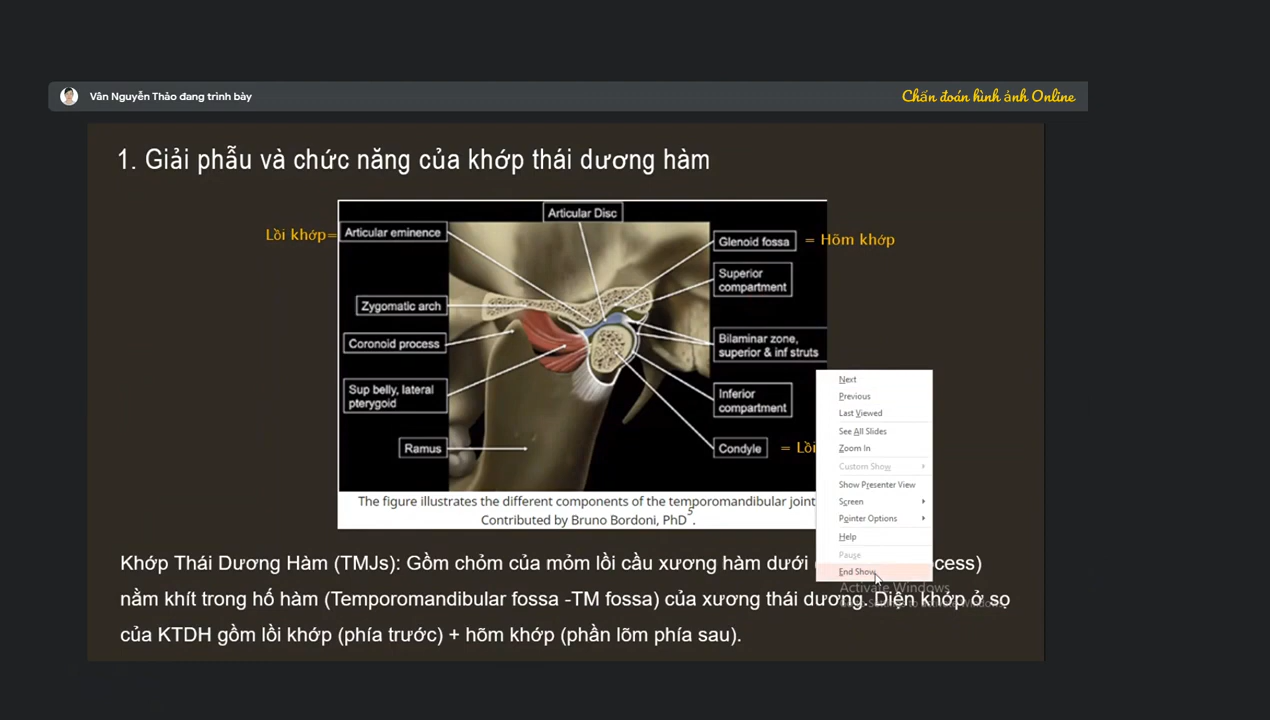 Vân Nguyễn Thảo đang trình bày
Chẩn đoán hình ảnh Online
1. Giải phẫu và chức năng của khớp thái dương hàm
Articular Disc
Lồi khớp= Articular eminence
Glenoid fossa = Hõm khớp
Superior
compartment
Zygomatic arch
Coronoid process
Bilaminar zone,
superior & inf struts
Sup belly, lateral
pterygoid
Inferior
compartment
Ramus
Condyle = Lồi
The figure illustrates the different components of the temporomandibular joint
Contributed by Bruno Bordoni, PhD5.
Next
Previous
Last Viewed
See All Slides
Zoom In
Custom Show
Show Presenter View
Screen
Pointer Options
Help
Pause
End Show
Activate Windows
Khớp Thái Dương Hàm (TMJs): Gồm chỏm của mỏm lồi cầu xương hàm dưới
nằm khít trong hố hàm (Temporomandibular fossa -TM fossa) của xương thái dương. Diện khớp ở sọ
của KTDH gồm lồi khớp (phía trước) + hõm khớp (phần lõm phía sau).